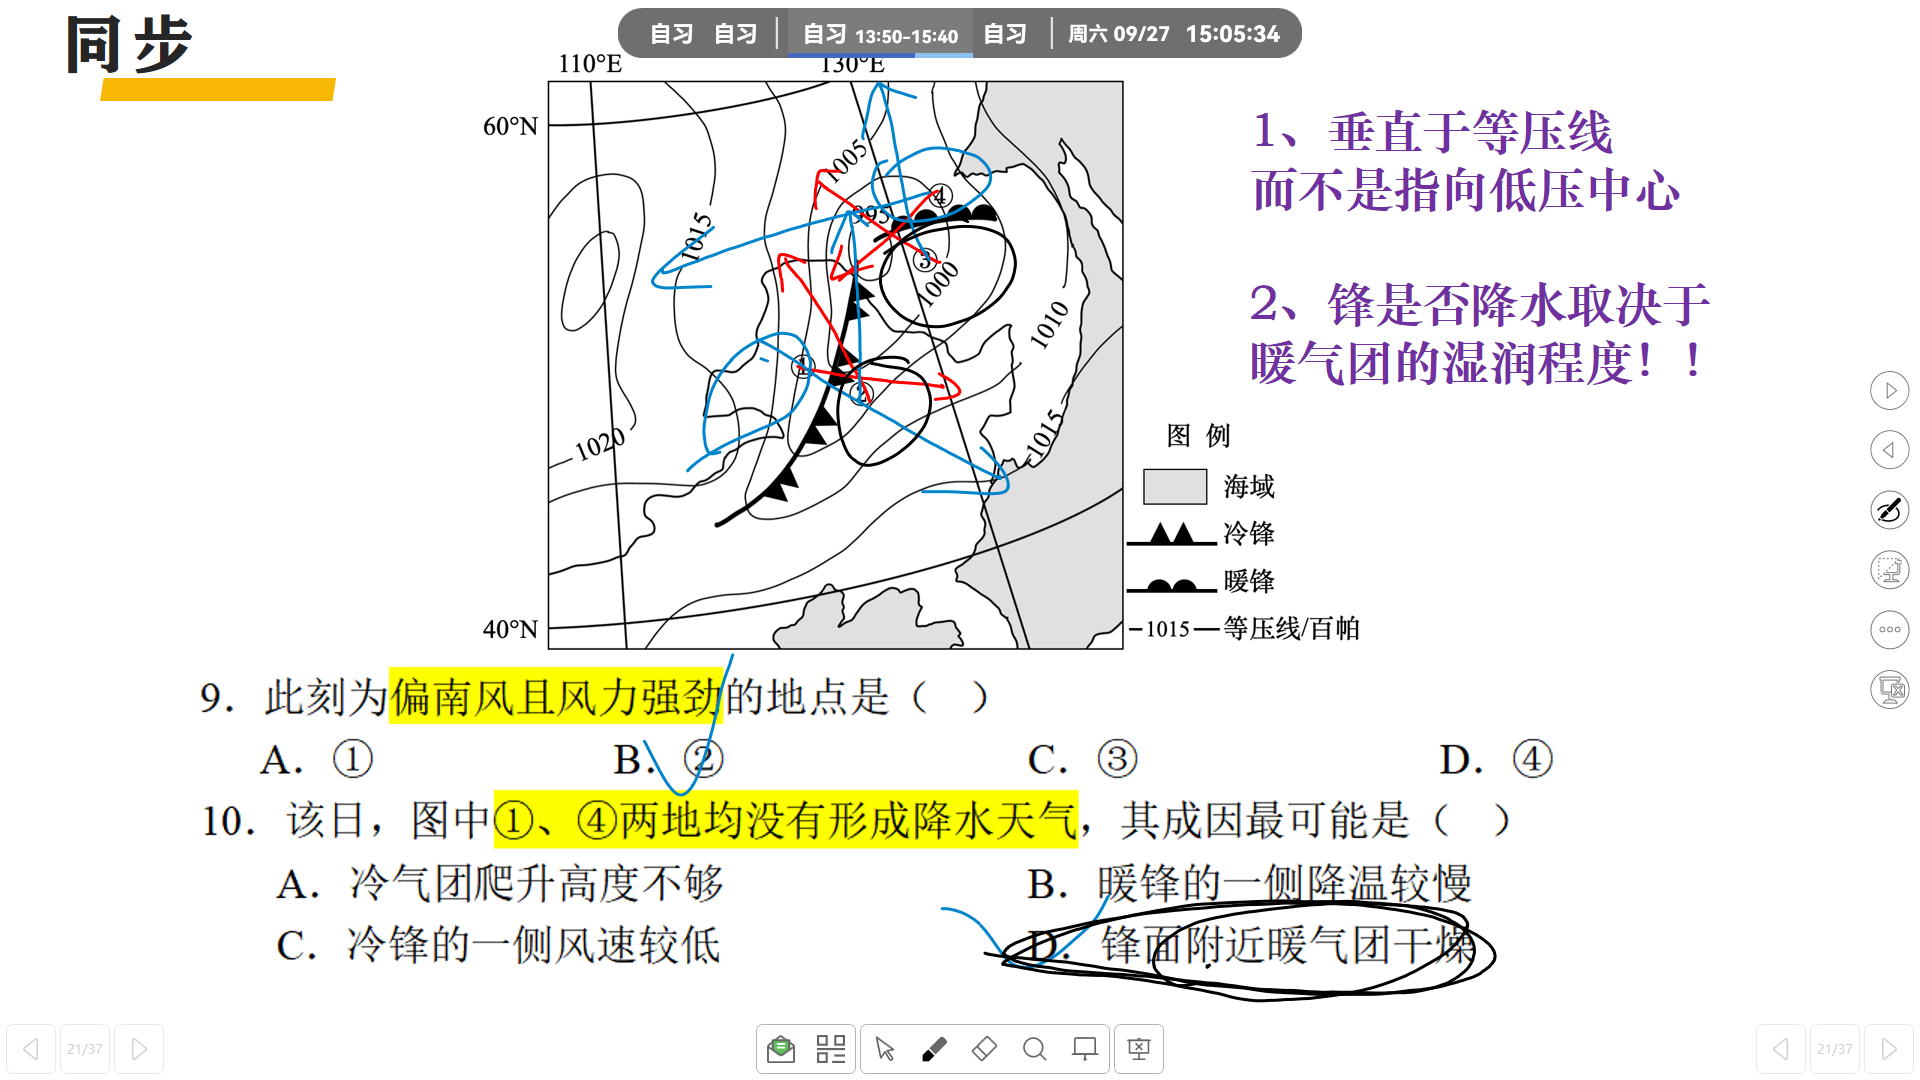 同步
自习 自习 自习 13:50-15:40 自习 周六 09/27 15:05:34
110°E 130°E
60°N
1005
④
995
1015
③
1000
1010
①
②
1020
1015
40°N
1、垂直于等压线
而不是指向低压中心
2、锋是否降水取决于
暖气团的湿润程度！！
图 例
海域
冷锋
暖锋
1015 等压线/百帕
9. 此刻为偏南风且风力强劲的地点是（ ）
A. ① B. ② C. ③ D. ④
10. 该日，图中①、④两地均没有形成降水天气，其成因最可能是（ ）
A. 冷气团爬升高度不够 B. 暖锋的一侧降温较慢
C. 冷锋的一侧风速较低 D. 锋面附近暖气团干燥
21/37 21/37